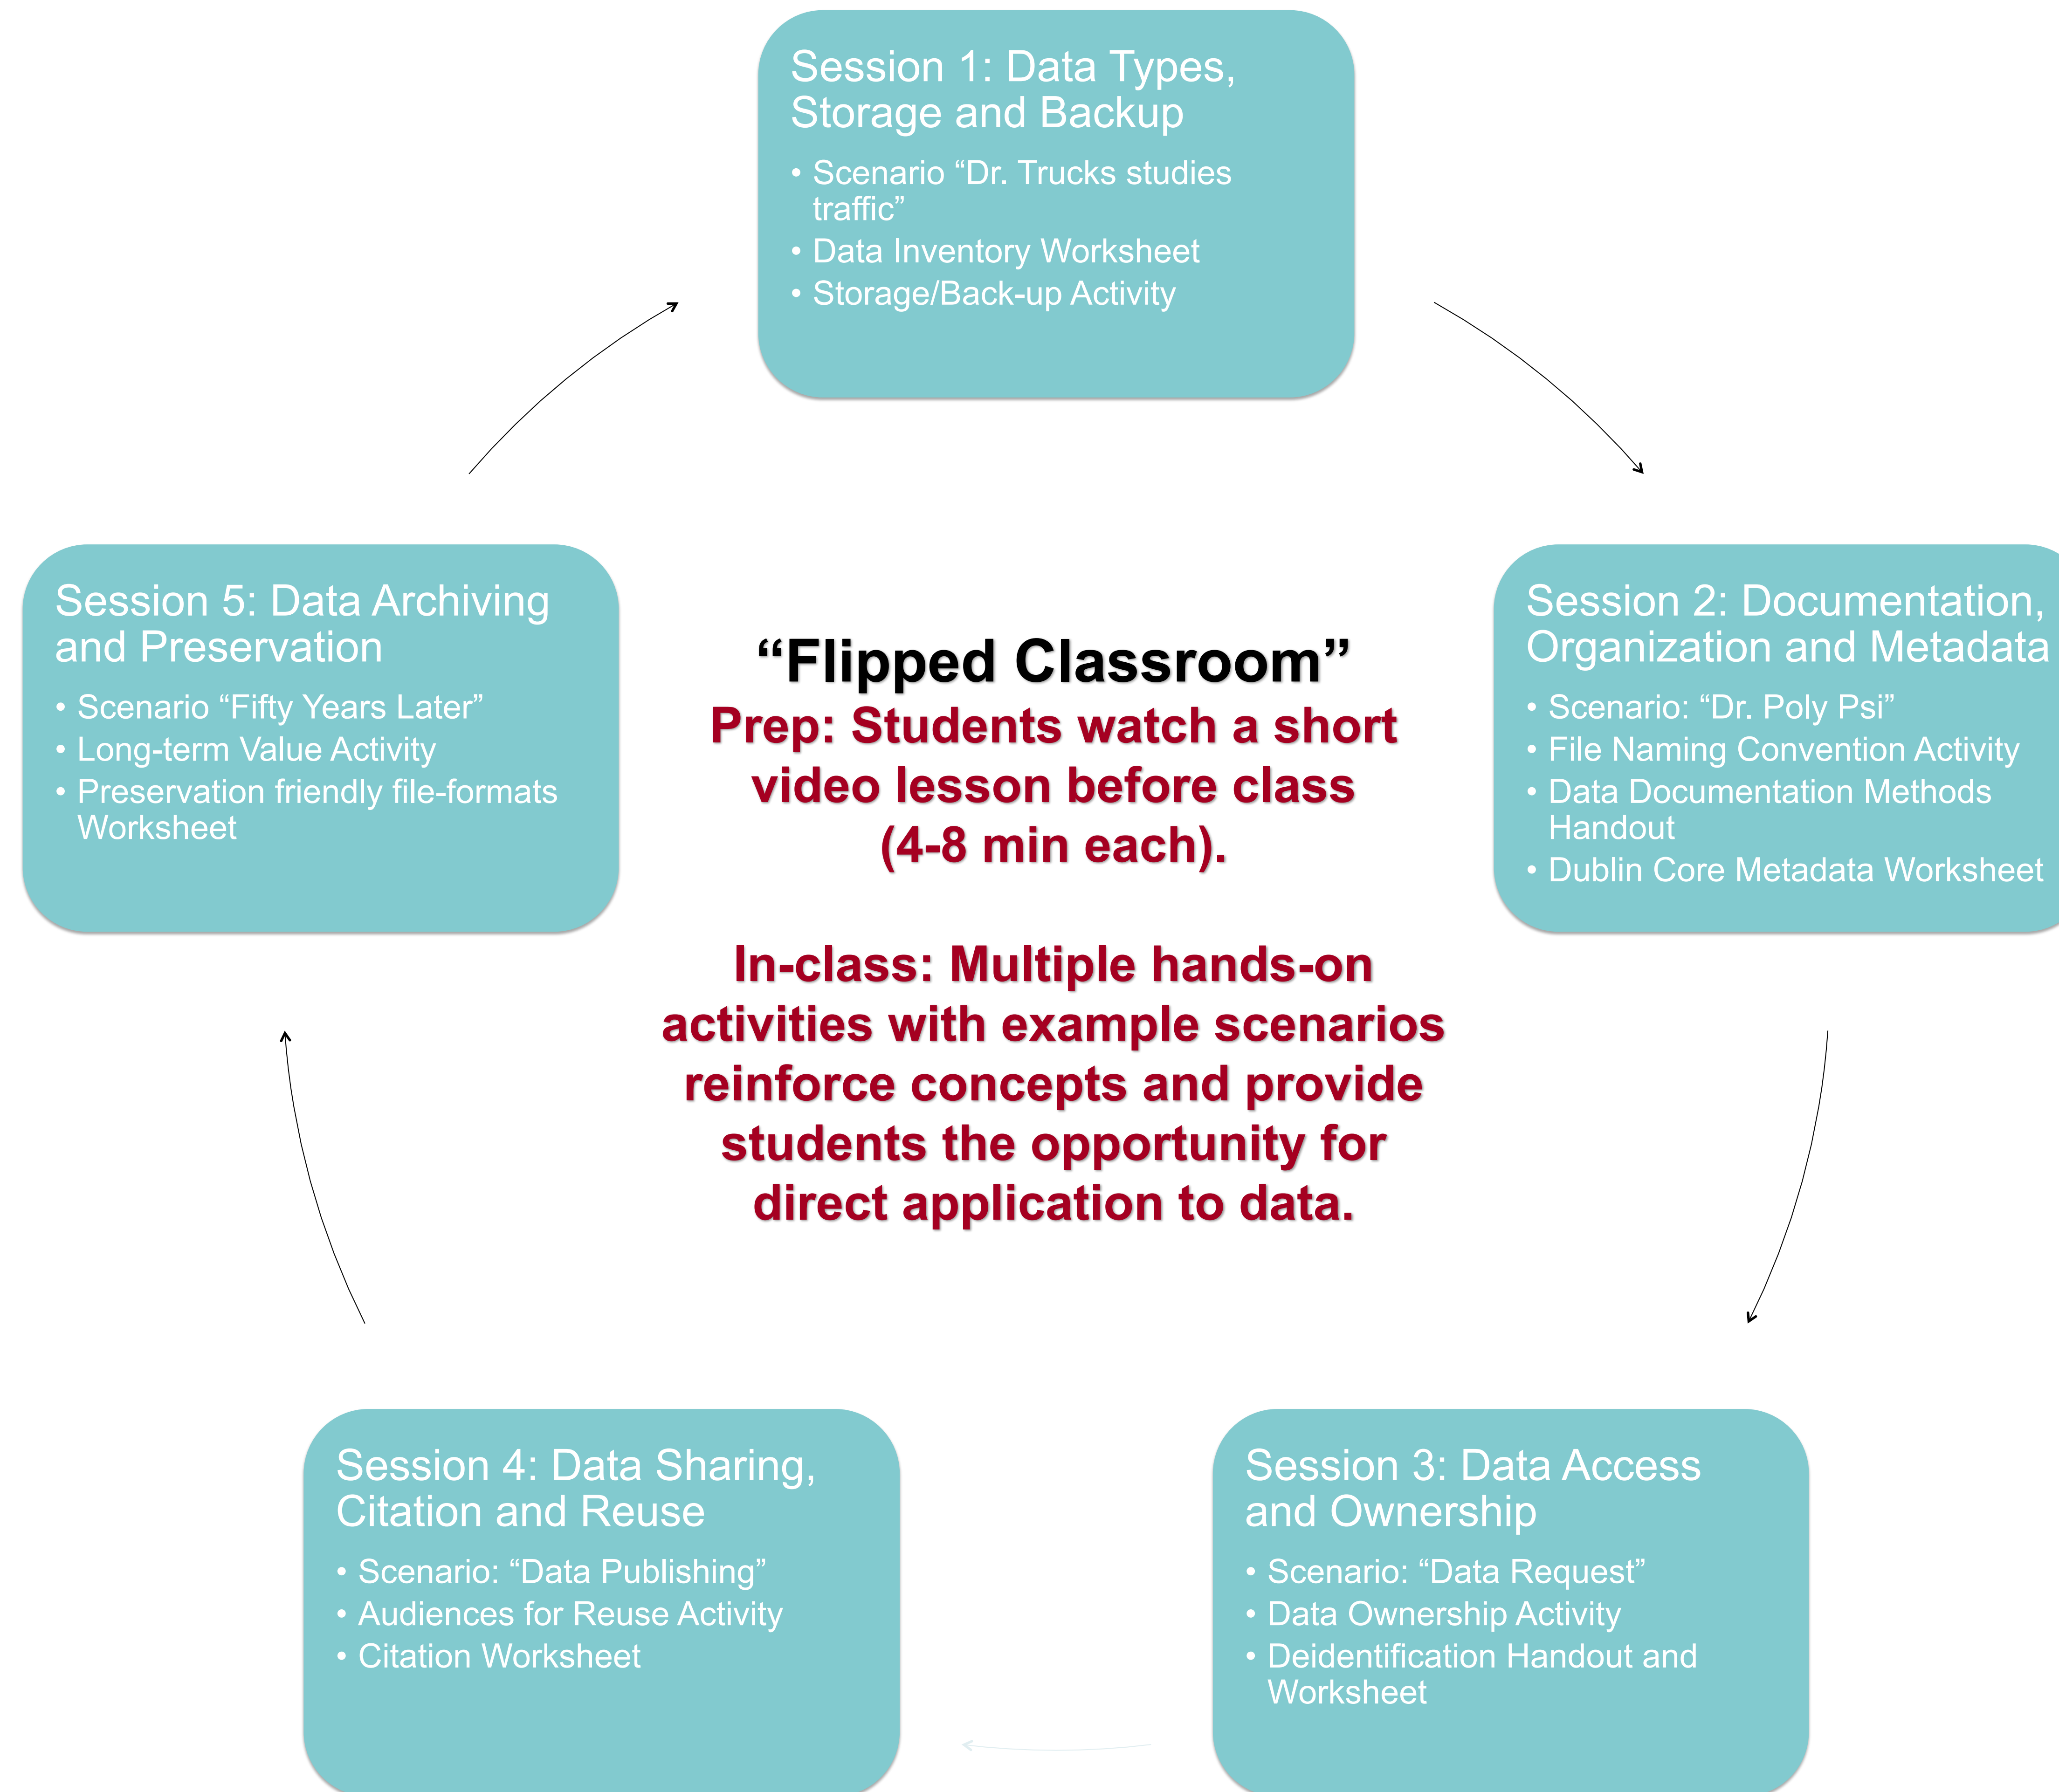 Session 1: Data Types,
Storage and Backup
• Scenario “Dr. Trucks studies
traffic”
• Data Inventory Worksheet
• Storage/Back-up Activity
Session 2: Documentation,
Organization and Metadata
• Scenario: “Dr. Poly Psi”
• File Naming Convention Activity
• Data Documentation Methods
Handout
• Dublin Core Metadata Worksheet
Session 3: Data Access
and Ownership
• Scenario: “Data Request”
• Data Ownership Activity
• Deidentification Handout and
Worksheet
Session 4: Data Sharing,
Citation and Reuse
• Scenario: “Data Publishing”
• Audiences for Reuse Activity
• Citation Worksheet
Session 5: Data Archiving
and Preservation
• Scenario “Fifty Years Later”
• Long-term Value Activity
• Preservation friendly file-formats
Worksheet
“Flipped Classroom”
Prep: Students watch a short
video lesson before class
(4-8 min each).
In-class: Multiple hands-on
activities with example scenarios
reinforce concepts and provide
students the opportunity for
direct application to data.